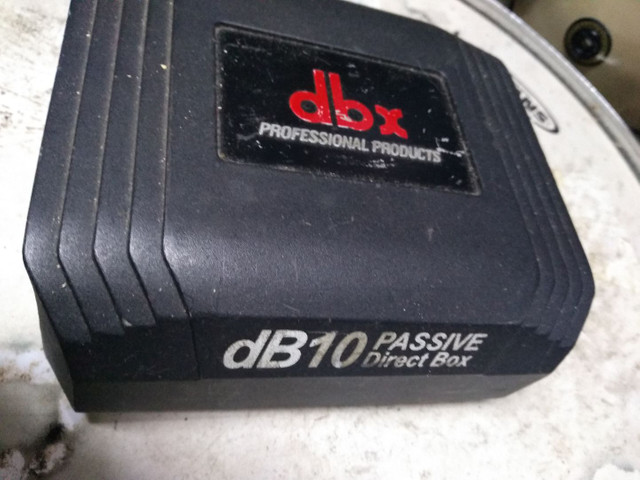 dbx
PROFESSIONAL PRODUCTS
dB10 PASSIVE
Direct Box